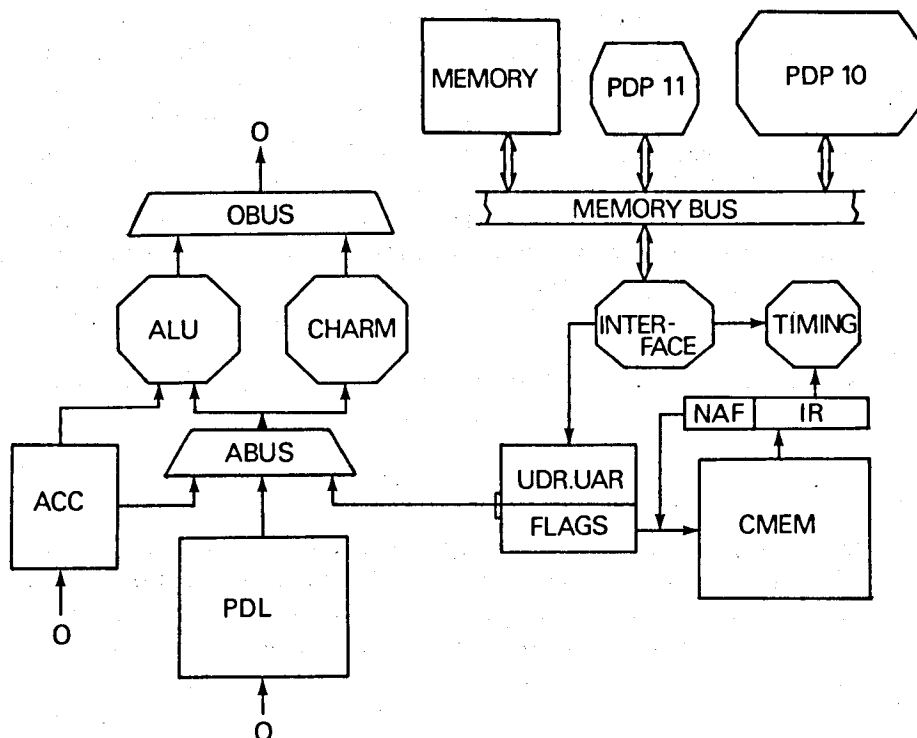 MEMORY
PDP 11
PDP 10
O
OBUS
MEMORY BUS
ALU
CHARM
INTER-
FACE
TIMING
NAF
IR
ABUS
ACC
UDR.UAR
FLAGS
CMEM
PDL
O
O